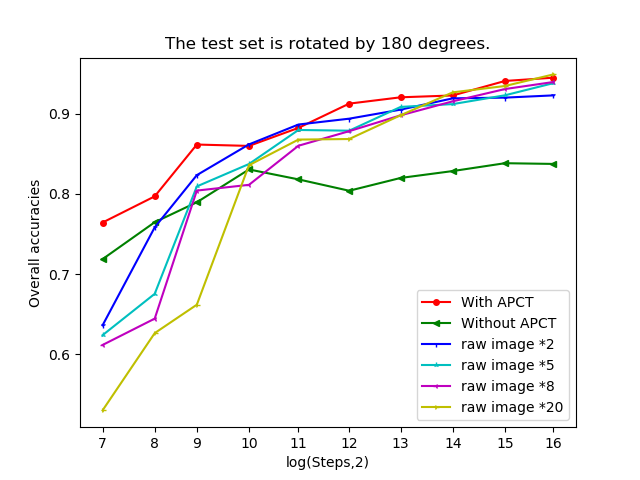 The test set is rotated by 180 degrees.
Overall accuracies
0.9
0.8
0.7
0.6
With APCT
Without APCT
raw image *2
raw image *5
raw image *8
raw image *20
7 8 9 10 11 12 13 14 15 16
log(Steps,2)